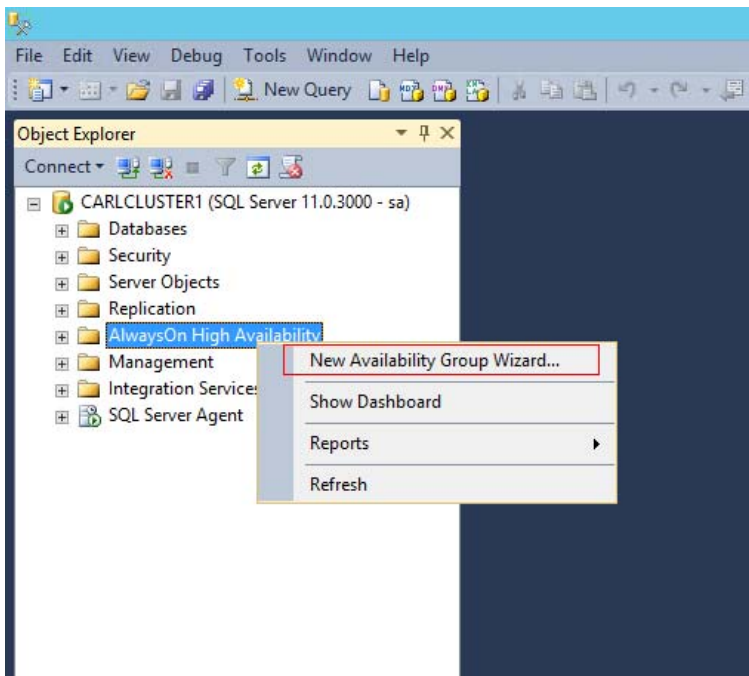 File Edit View Debug Tools Window Help
New Query
Object Explorer
Connect
CARLCLUSTER1 (SQL Server 11.0.3000 - sa)
Databases
Security
Server Objects
Replication
AlwaysOn High Availability
Management
Integration Services
SQL Server Agent
New Availability Group Wizard...
Show Dashboard
Reports
Refresh